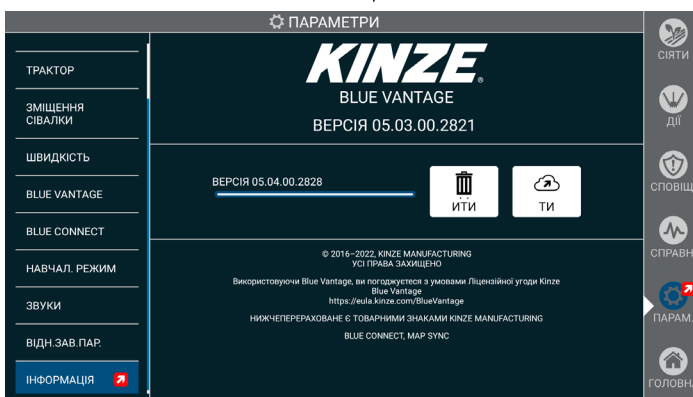 ПАРАМЕТРИ
ТРАКТОР
ЗМІЩЕННЯ
СІВАЛКИ
ШВИДКІСТЬ
BLUE VANTAGE
BLUE CONNECT
НАВЧАЛ. РЕЖИМ
ЗВУКИ
ВІДН.ЗАВ.ПАР.
ІНФОРМАЦІЯ
KINZE®
BLUE VANTAGE
ВЕРСІЯ 05.03.00.2821
ВЕРСІЯ 05.04.00.2828
ИТИ
ТИ
© 2016–2022, KINZE MANUFACTURING
УСІ ПРАВА ЗАХИЩЕНО
Використовуючи Blue Vantage, ви погоджуєтеся з умовами Ліцензійної угоди Kinze
Blue Vantage
https://eula.kinze.com/BlueVantage
НИЖЧЕПЕРЕРАХОВАНЕ Є ТОВАРНИМИ ЗНАКАМИ KINZE MANUFACTURING
BLUE CONNECT, MAP SYNC
СІЯТИ
ДІЇ
СПОВІЩ
СПРАВН
ПАРАМ.
ГОЛОВН